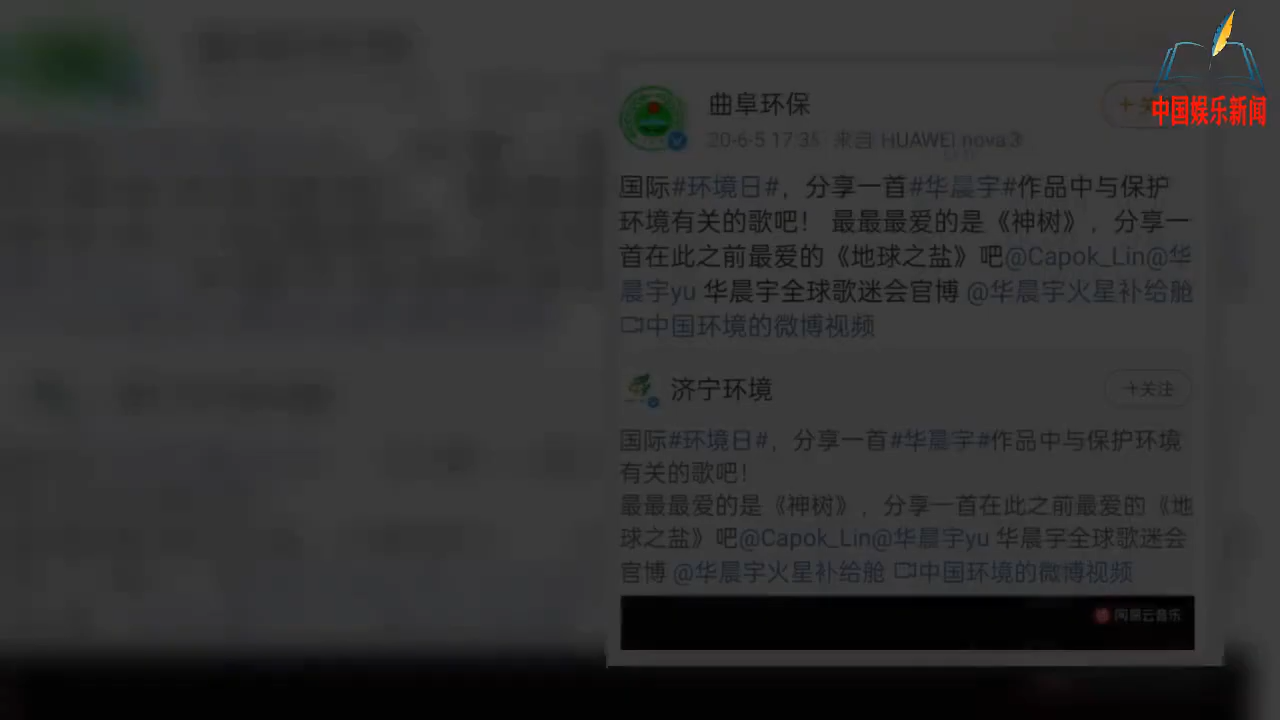 中国娱乐新闻
曲阜环保
20-6-5 17:35 来自 HUAWEI nova 3
国际#环境日#，分享一首#华晨宇#作品中与保护
环境有关的歌吧！ 最最最爱的是《神树》，分享一
首在此之前最爱的《地球之盐》吧@Capok_Lin@华
晨宇yu 华晨宇全球歌迷会官博 @华晨宇火星补给舱
中国环境的微博视频
济宁环境
+关注
国际#环境日#，分享一首#华晨宇#作品中与保护环境
有关的歌吧！
最最最爱的是《神树》，分享一首在此之前最爱的《地
球之盐》吧@Capok_Lin@华晨宇yu 华晨宇全球歌迷会
官博 @华晨宇火星补给舱 中国环境的微博视频
网易云音乐